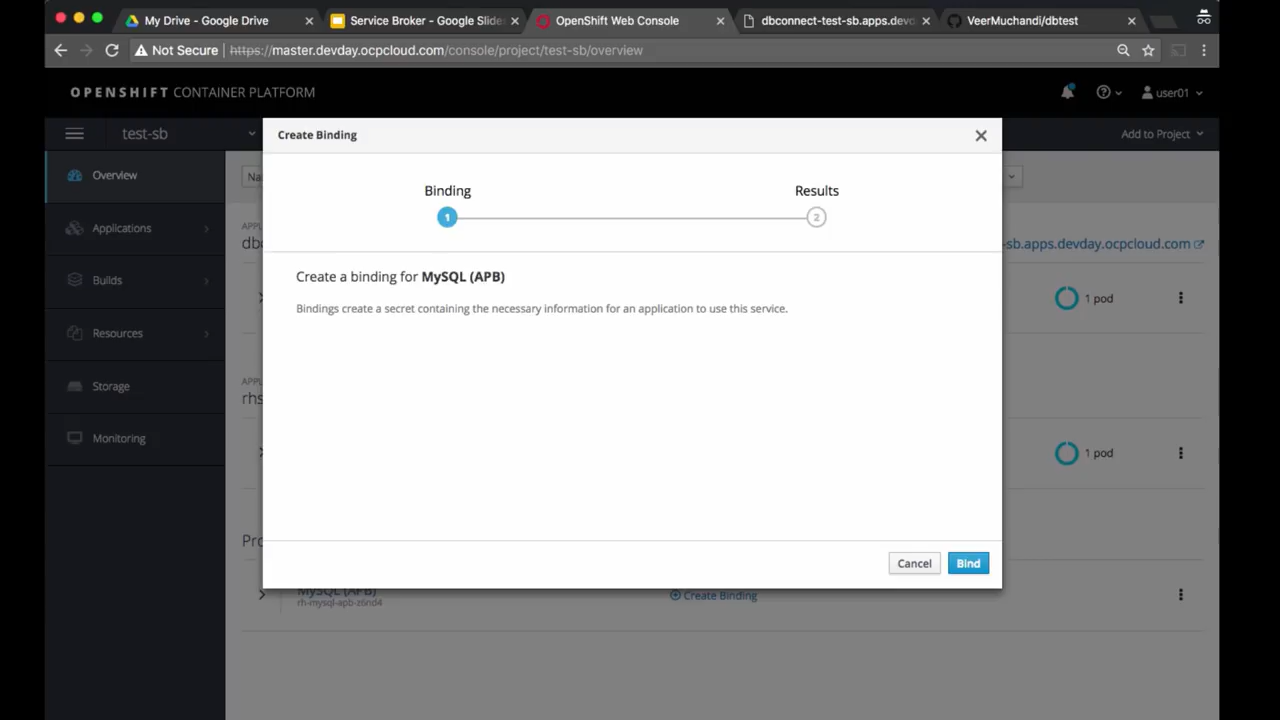 My Drive - Google Drive
Service Broker - Google Slides
OpenShift Web Console
dbconnect-test-sb.apps.devd
VeerMuchandi/dbtest
Not Secure
https://master.devday.ocpcloud.com/console/project/test-sb/overview
OPENSHIFT CONTAINER PLATFORM
user01
test-sb
Create Binding
Add to Project
Overview
Applications
Builds
Resources
Storage
Monitoring
Na
Binding
Results
1
2
APPL
dbc
-sb.apps.devday.ocpcloud.com
Create a binding for MySQL (APB)
Bindings create a secret containing the necessary information for an application to use this service.
1 pod
APPL
rhs
1 pod
Pro
Cancel
Bind
MySQL (APB)
rh-mysql-apb-z6nd4
Create Binding